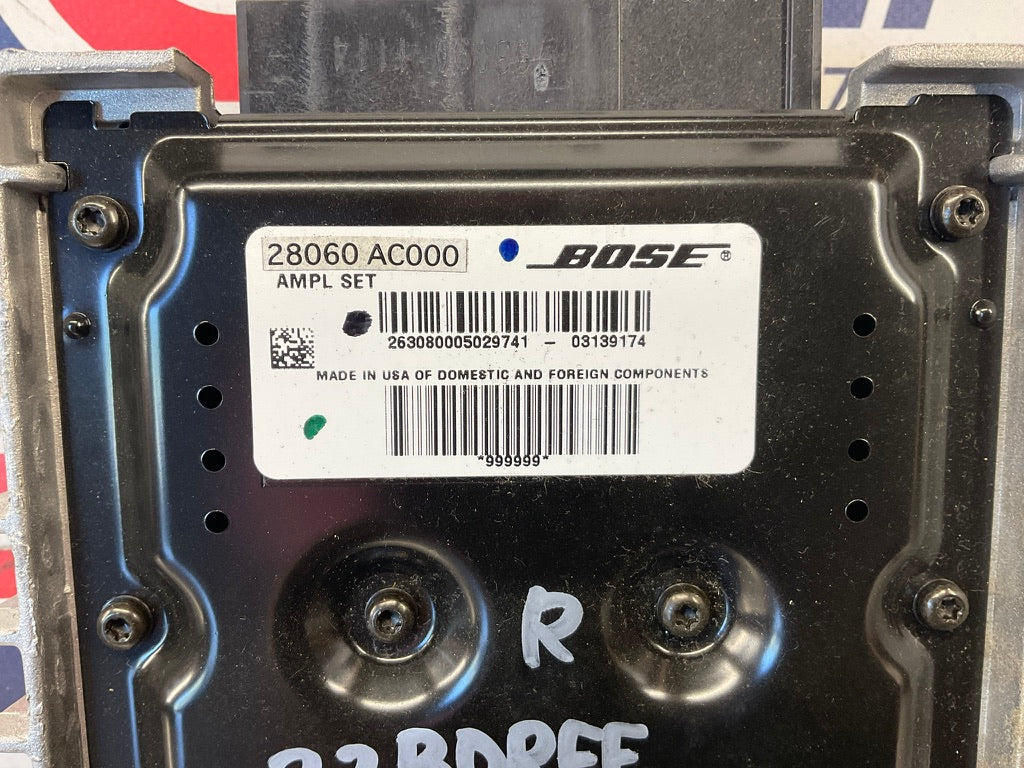 28060 AC000
BOSE®
AMPL SET
263080005029741 - 03139174
MADE IN USA OF DOMESTIC AND FOREIGN COMPONENTS
*999999*
R